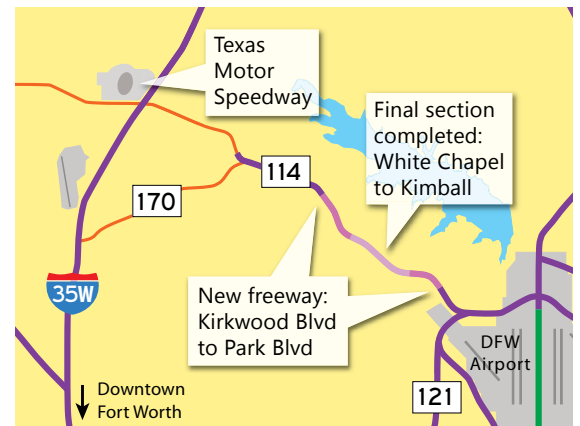 Texas
Motor
Speedway
Final section
completed:
White Chapel
to Kimball
114
170
35W
New freeway:
Kirkwood Blvd
to Park Blvd
DFW
Airport
121
Downtown
Fort Worth